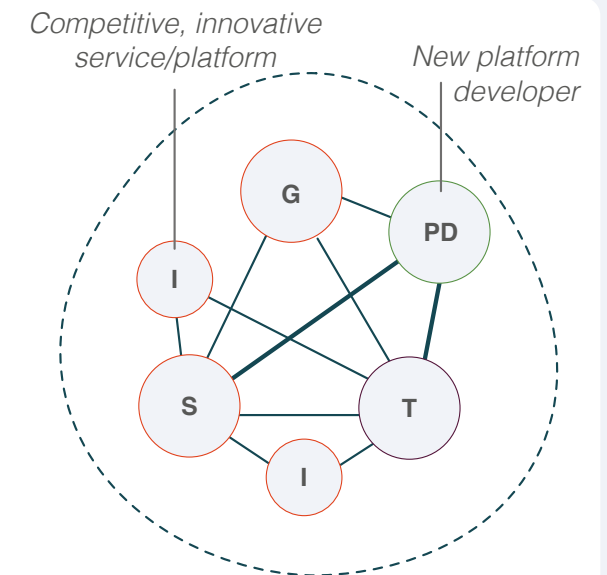 Competitive, innovative
service/platform
New platform
developer
G
PD
I
S
T
I